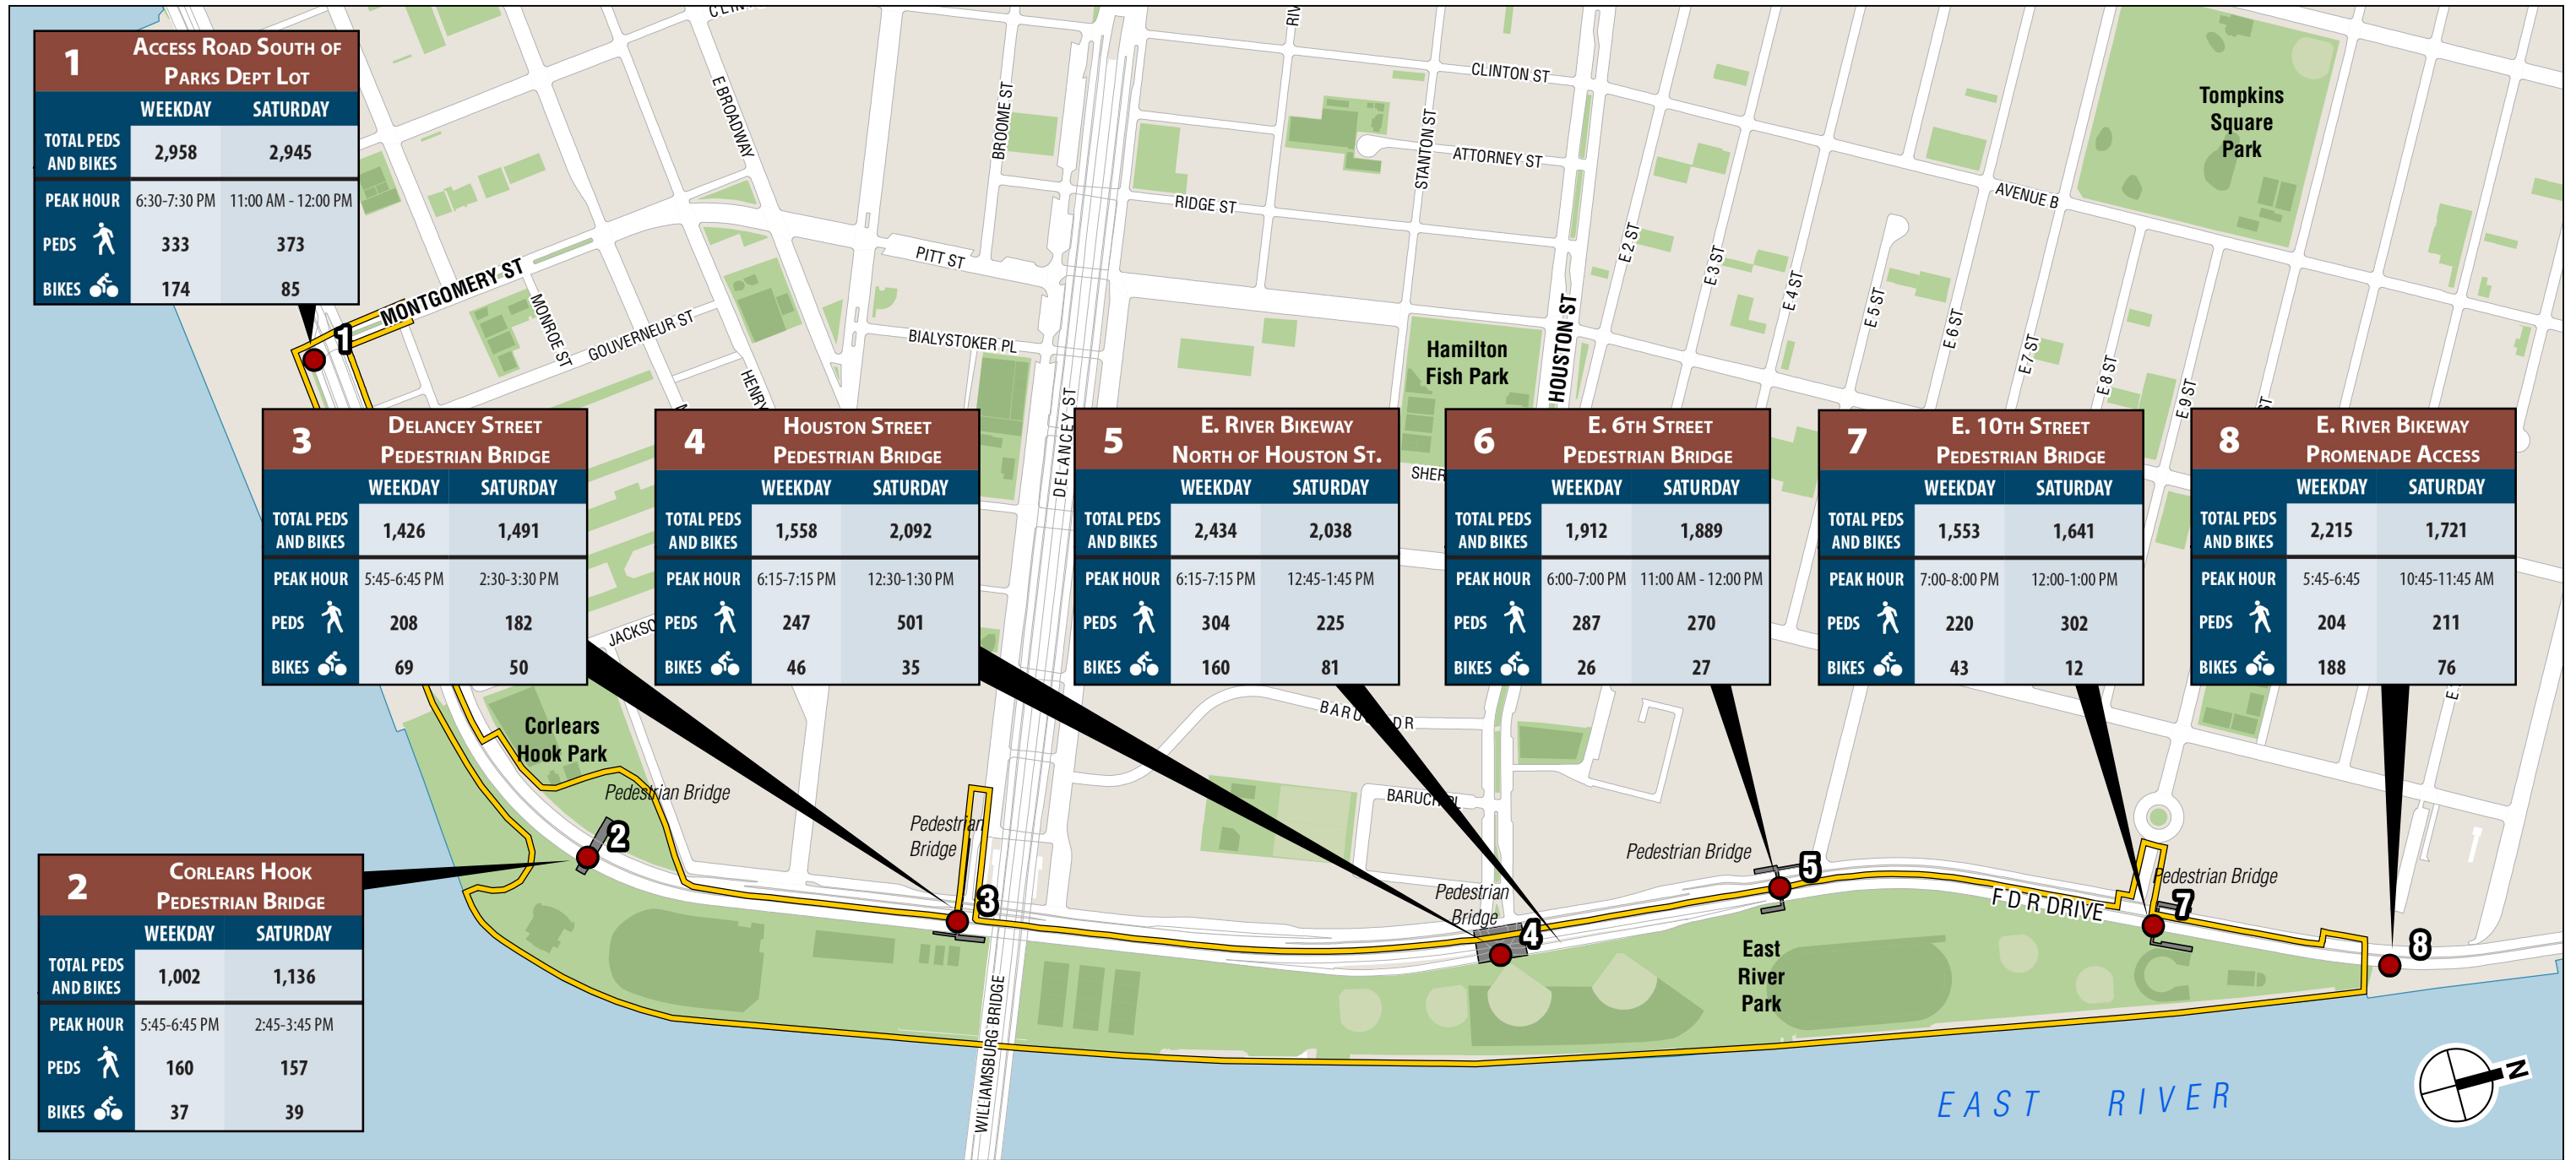 CLINTON ST
ATTORNEY ST
RIDGE ST
PITT ST
BIALYSTOKER PL
E BROADWAY
BROOME ST
STANTON ST
AVENUE B
Tompkins
Square
Park
E 2 ST
E 3 ST
E 4 ST
E 5 ST
E 6 ST
E 7 ST
E 8 ST
E 9 ST
HOUSTON ST
Hamilton
Fish Park
MONTGOMERY ST
MONROE ST
GOUVERNEUR ST
HENRY
DELANCEY ST
1
ACCESS ROAD SOUTH OF
PARKS DEPT LOT
WEEKDAY SATURDAY
TOTAL PEDS
AND BIKES 2,958 2,945
PEAK HOUR 6:30-7:30 PM 11:00 AM - 12:00 PM
PEDS 333 373
BIKES 174 85
1
3
DELANCEY STREET
PEDESTRIAN BRIDGE
WEEKDAY SATURDAY
TOTAL PEDS
AND BIKES 1,426 1,491
PEAK HOUR 5:45-6:45 PM 2:30-3:30 PM
PEDS 208 182
BIKES 69 50
4
HOUSTON STREET
PEDESTRIAN BRIDGE
WEEKDAY SATURDAY
TOTAL PEDS
AND BIKES 1,558 2,092
PEAK HOUR 6:15-7:15 PM 12:30-1:30 PM
PEDS 247 501
BIKES 46 35
5
E. RIVER BIKEWAY
NORTH OF HOUSTON ST.
WEEKDAY SATURDAY
TOTAL PEDS
AND BIKES 2,434 2,038
PEAK HOUR 6:15-7:15 PM 12:45-1:45 PM
PEDS 304 225
BIKES 160 81
6
E. 6TH STREET
PEDESTRIAN BRIDGE
WEEKDAY SATURDAY
TOTAL PEDS
AND BIKES 1,912 1,889
PEAK HOUR 6:00-7:00 PM 11:00 AM - 12:00 PM
PEDS 287 270
BIKES 26 27
7
E. 10TH STREET
PEDESTRIAN BRIDGE
WEEKDAY SATURDAY
TOTAL PEDS
AND BIKES 1,553 1,641
PEAK HOUR 7:00-8:00 PM 12:00-1:00 PM
PEDS 220 302
BIKES 43 12
8
E. RIVER BIKEWAY
PROMENADE ACCESS
WEEKDAY SATURDAY
TOTAL PEDS
AND BIKES 2,215 1,721
PEAK HOUR 5:45-6:45 10:45-11:45 AM
PEDS 204 211
BIKES 188 76
2
CORLEARS HOOK
PEDESTRIAN BRIDGE
WEEKDAY SATURDAY
TOTAL PEDS
AND BIKES 1,002 1,136
PEAK HOUR 5:45-6:45 PM 2:45-3:45 PM
PEDS 160 157
BIKES 37 39
Corlears
Hook Park
Pedestrian Bridge
2
Pedestrian
Bridge
3
WILLIAMSBURG BRIDGE
Pedestrian
Bridge
4
Pedestrian Bridge
5
East
River
Park
F D R DRIVE
Pedestrian Bridge
7
8
EAST RIVER
N